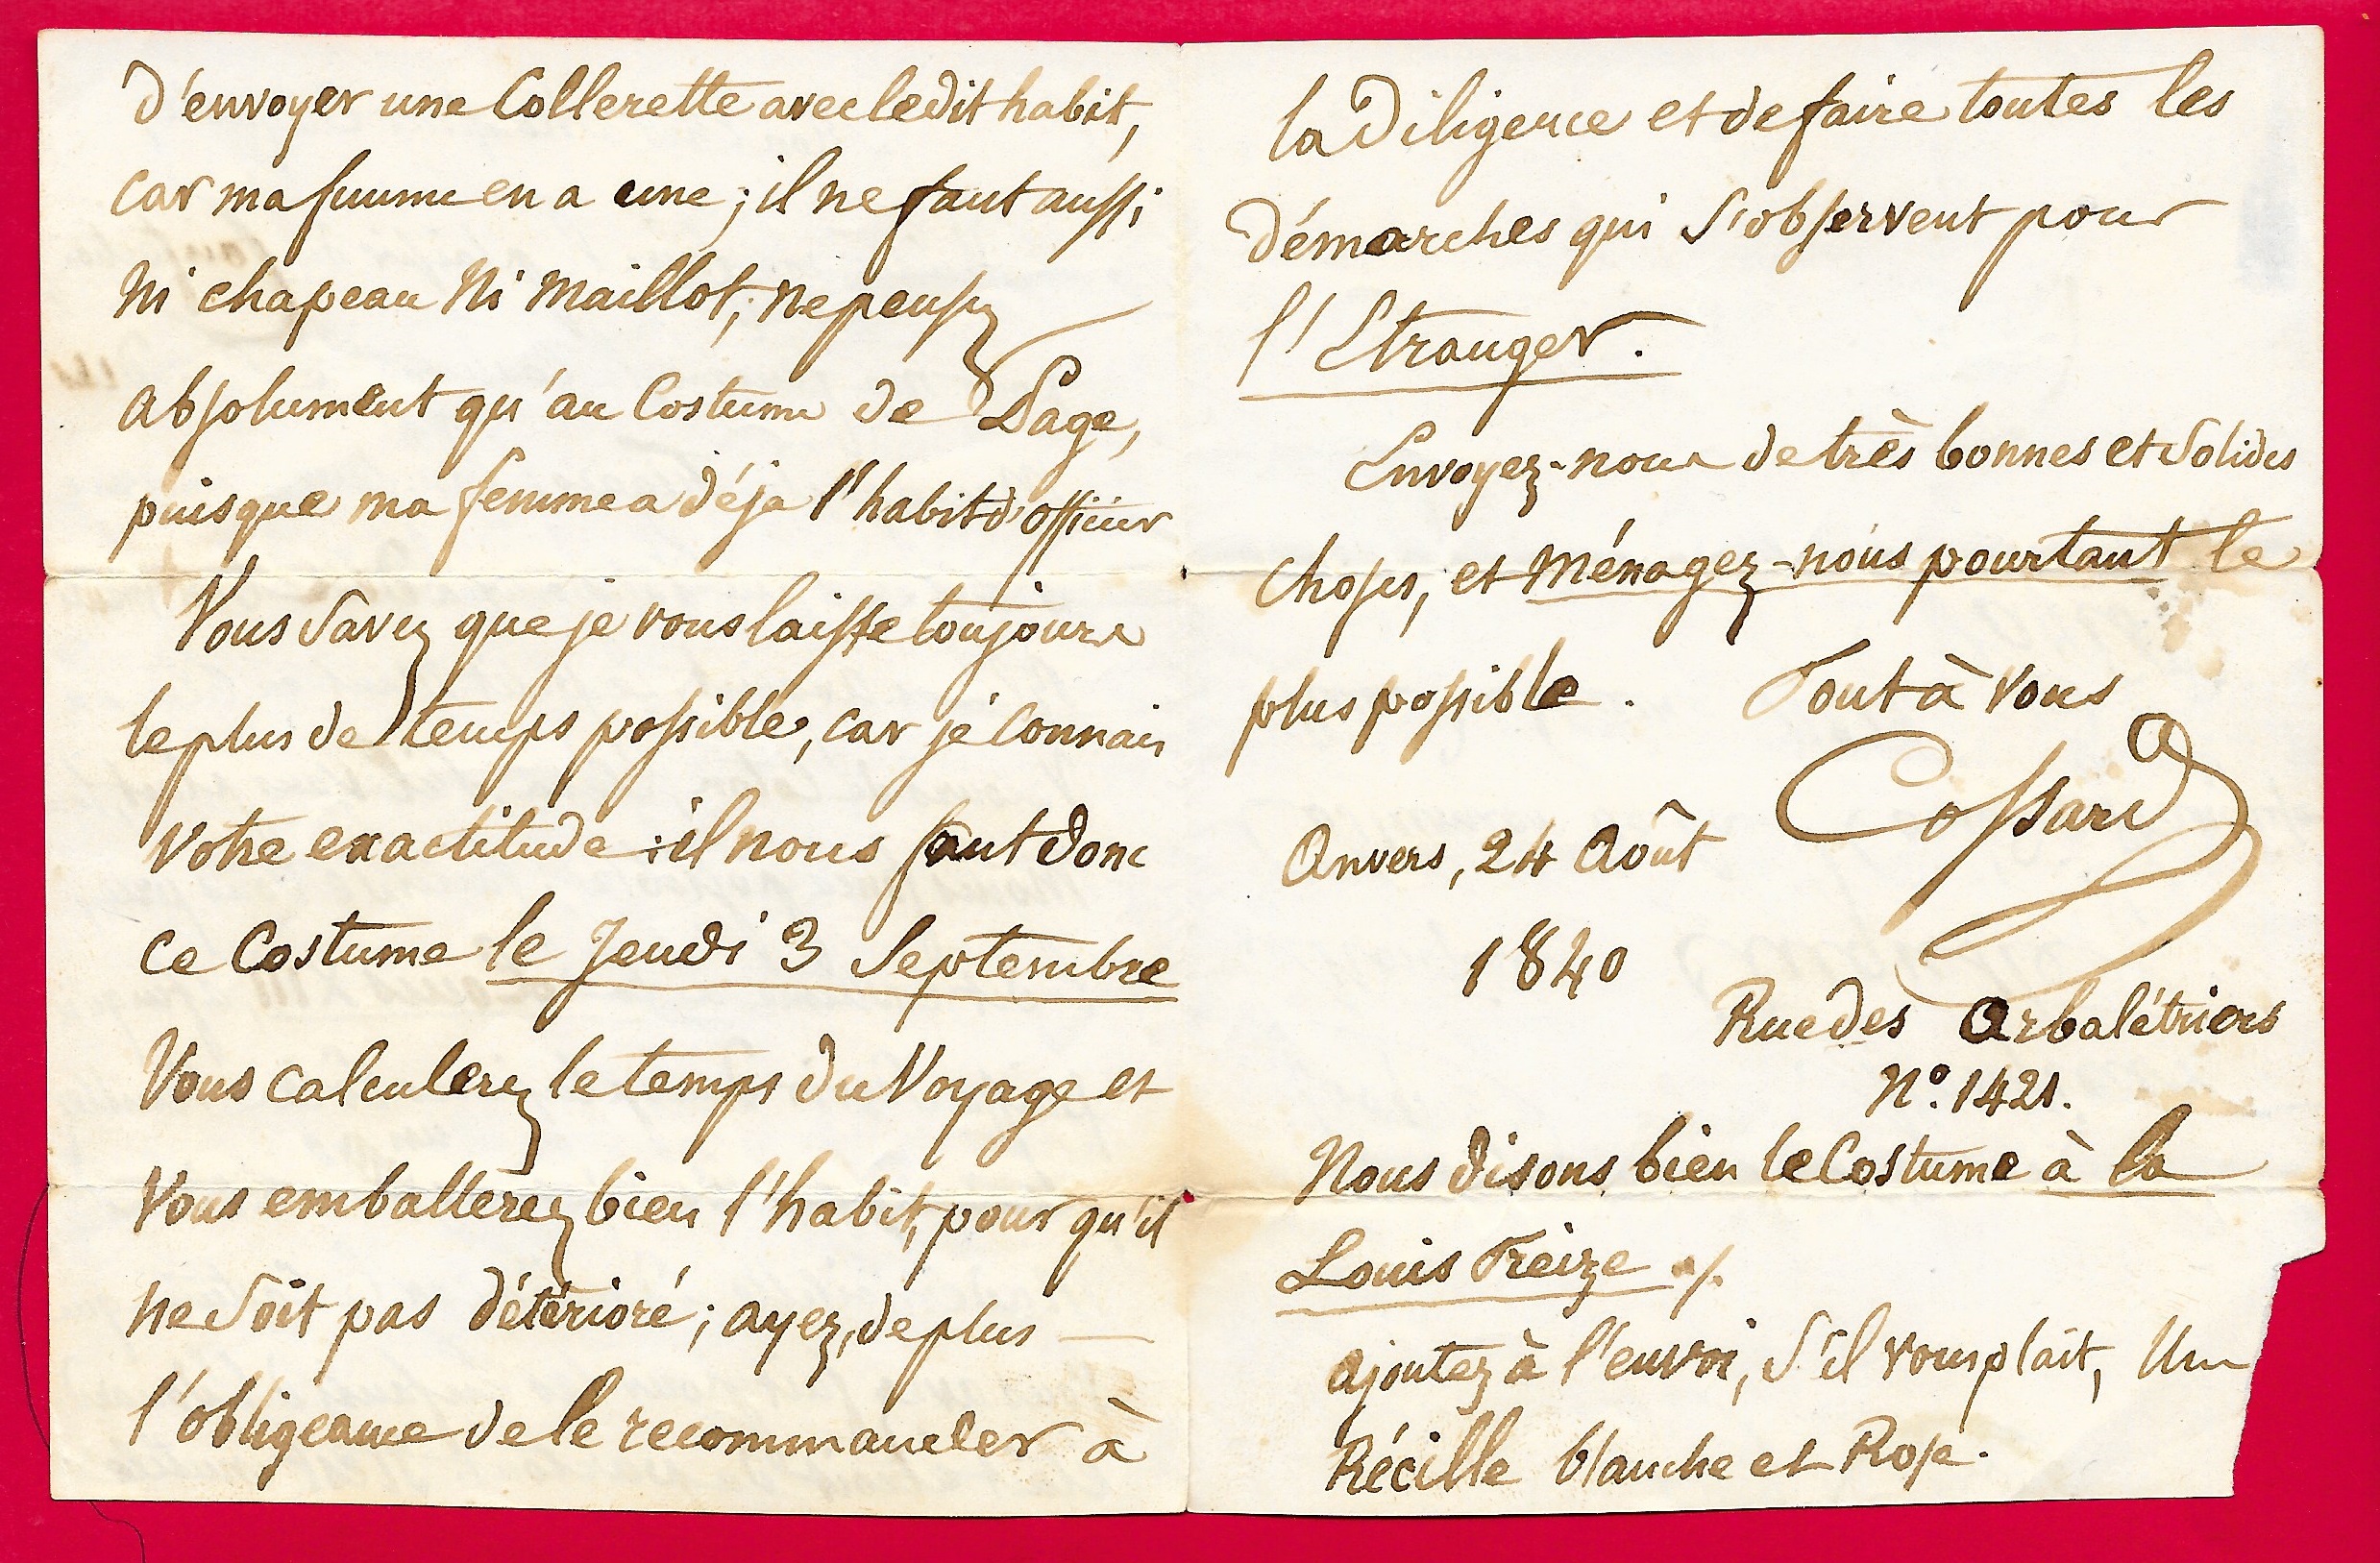 d'envoyer une Collerette avec le dit habit,
car ma femme en a une ; il ne faut aussi
ni chapeau ni maillot ; ne pensez
absolument qu'au Costume de Page,
puisque ma femme a déja l'habit d'officier
Vous savez que je vous laisse toujours
le plus de temps possible, car je connais
votre exactitude : il nous faut donc
ce Costume le Jeudi 3 Septembre
Vous calculerez le temps du Voyage et
Vous emballerez bien l'habit, pour qu'il
ne soit pas détérioré ; ayez, de plus
l'obligeance de le recommander à
la Diligence et de faire toutes les
démarches qui s'observent pour
l'Etranger.
Envoyez-nous de très bonnes et solides
choses, et ménagez-nous pourtant le
plus possible. Tout à vous
Cossard
Anvers, 24 Août
1840
Rue des Arbalétriers
N°. 1421.
Nous disons bien le Costume à la
Louis Treize
ajoutez à l'envoi, s'il vous plait, Un
Récille blanche et Rose.